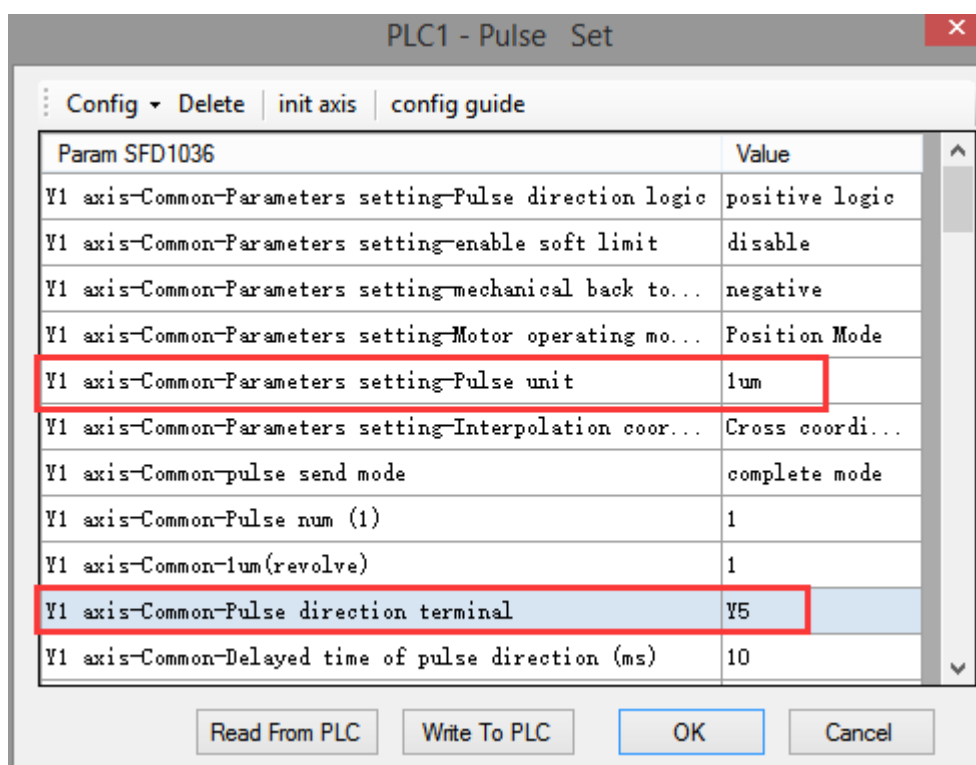 PLC1 - Pulse Set
Config Delete init axis config guide
Param SFD1036 Value
Y1 axis-Common-Parameters setting-Pulse direction logic positive logic
Y1 axis-Common-Parameters setting-enable soft limit disable
Y1 axis-Common-Parameters setting-mechanical back to... negative
Y1 axis-Common-Parameters setting-Motor operating mo... Position Mode
Y1 axis-Common-Parameters setting-Pulse unit 1um
Y1 axis-Common-Parameters setting-Interpolation coor... Cross coordi...
Y1 axis-Common-pulse send mode complete mode
Y1 axis-Common-Pulse num (1) 1
Y1 axis-Common-1um(revolve) 1
Y1 axis-Common-Pulse direction terminal Y5
Y1 axis-Common-Delayed time of pulse direction (ms) 10
Read From PLC Write To PLC OK Cancel